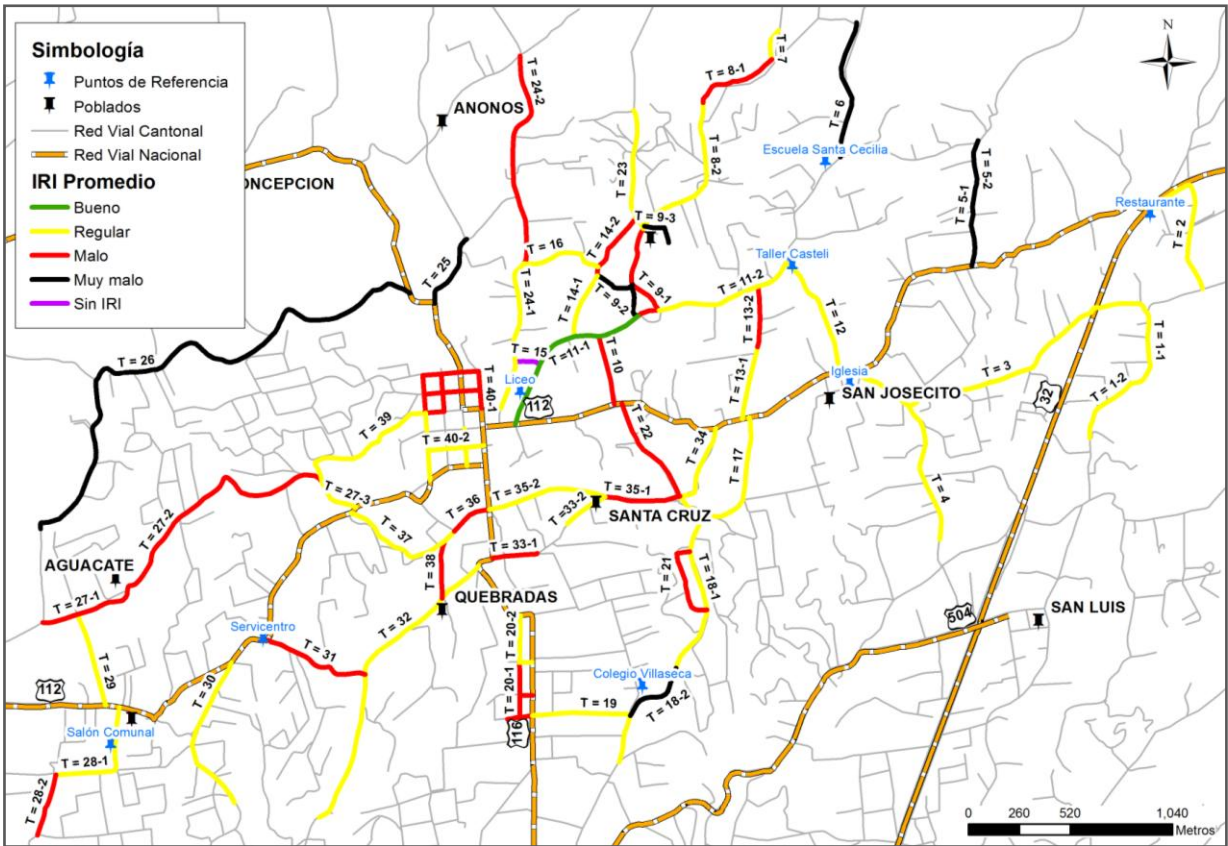 Simbología
Puntos de Referencia
Poblados
Red Vial Cantonal
Red Vial Nacional
IRI Promedio
Bueno
Regular
Malo
Muy malo
Sin IRI
N
T = 7
T = 8-1
T = 24-2
ANONOS
T = 6
Escuela Santa Cecilia
T = 8-2
T = 23
ONCEPCION
T = 5-2
T = 5-1
Restaurante
T = 2
T = 9-3
T = 14-2
T = 16
Taller Casteli
T = 25
T = 24-1
T = 14-1
T = 9-2
T = 9-1
T = 11-2
T = 13-2
T = 12
T = 26
T = 15
T =11-1
T = 10
T = 13-1
T = 3
T = 1-1
T = 1-2
32
Liceo
112
T = 40-1
Iglesia
SAN JOSECITO
T = 39
T = 40-2
T = 22
T = 34
T = 17
T = 4
T = 27-3
T = 27-2
T = 36
T = 35-2
T = 35-1
T =33-2
SANTA CRUZ
T = 37
T = 33-1
AGUACATE
T = 27-1
T = 38
QUEBRADAS
T = 21
T = 18-1
SAN LUIS
504
T = 32
Servicentro
T = 31
T = 20-2
T = 20-1
Colegio Villaseca
T = 29
T = 30
112
T = 19
T = 18-2
116
Salón Comunal
T = 28-1
T = 28-2
0 260 520 1,040
Metros